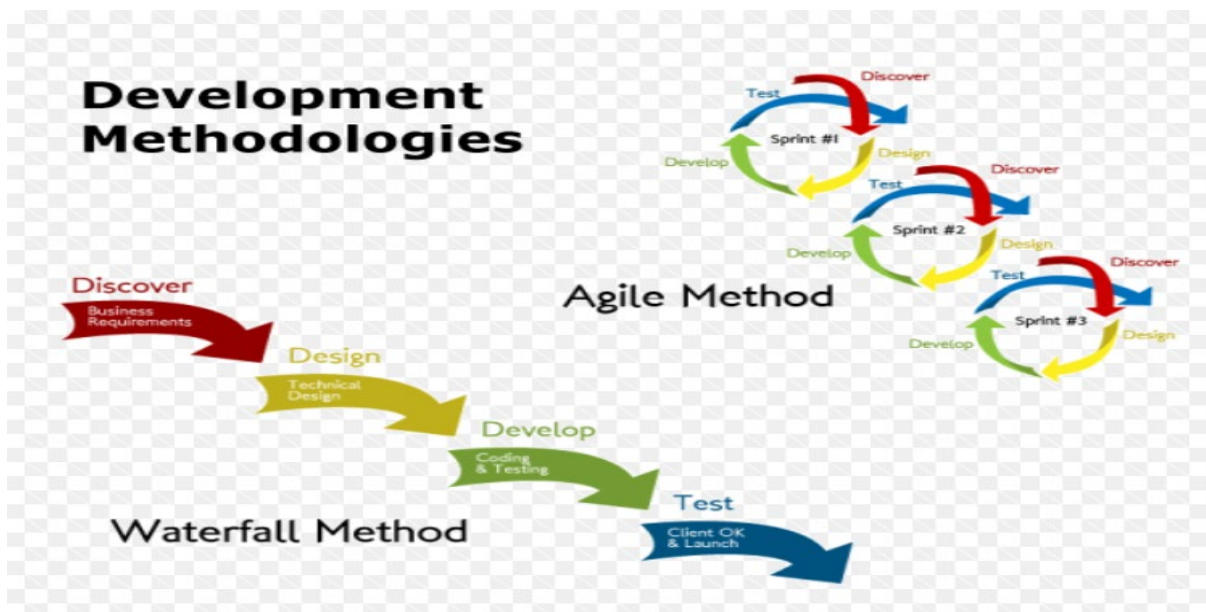 Development
Methodologies
Discover
Test
Sprint #1
Design
Develop
Discover
Test
Sprint #2
Design
Develop
Discover
Test
Sprint #3
Design
Develop
Agile Method
Discover
Business
Requirements
Design
Technical
Design
Develop
Coding
& Testing
Test
Client OK
& Launch
Waterfall Method